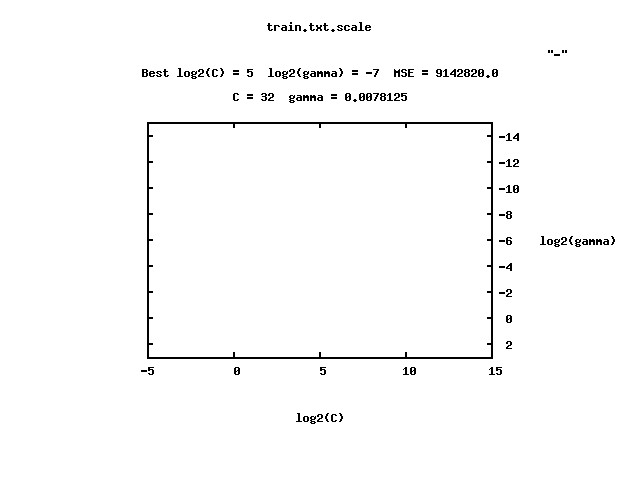 train.txt.scale
"-"
Best log2(C) = 5  log2(gamma) = -7  MSE = 9142820.0
C = 32  gamma = 0.0078125
-14
-12
-10
-8
-6
log2(gamma)
-4
-2
0
2
-5 0 5 10 15
log2(C)